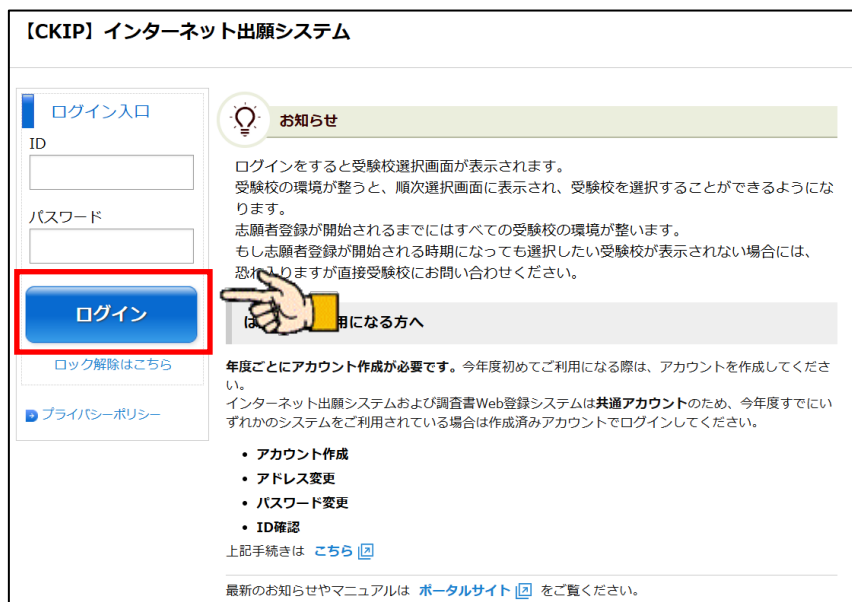 【CKIP】インターネット出願システム
ログイン入口
ID
パスワード
ログイン
ロック解除はこちら
プライバシーポリシー
お知らせ
ログインをすると受験校選択画面が表示されます。
受験校の環境が整うと、順次選択画面に表示され、受験校を選択することができるようにな
ります。
志願者登録が開始されるまでにはすべての受験校の環境が整います。
もし志願者登録が開始される時期になっても選択したい受験校が表示されない場合には、
恐れ入りますが直接受験校にお問い合わせください。
は 用になる方へ
年度ごとにアカウント作成が必要です。今年度初めてご利用になる際は、アカウントを作成してくださ
い。
インターネット出願システムおよび調査書Web登録システムは共通アカウントのため、今年度すでにい
ずれかのシステムをご利用されている場合は作成済みアカウントでログインしてください。
• アカウント作成
• アドレス変更
• パスワード変更
• ID確認
上記手続きは こちら
最新のお知らせやマニュアルは ポータルサイト をご覧ください。